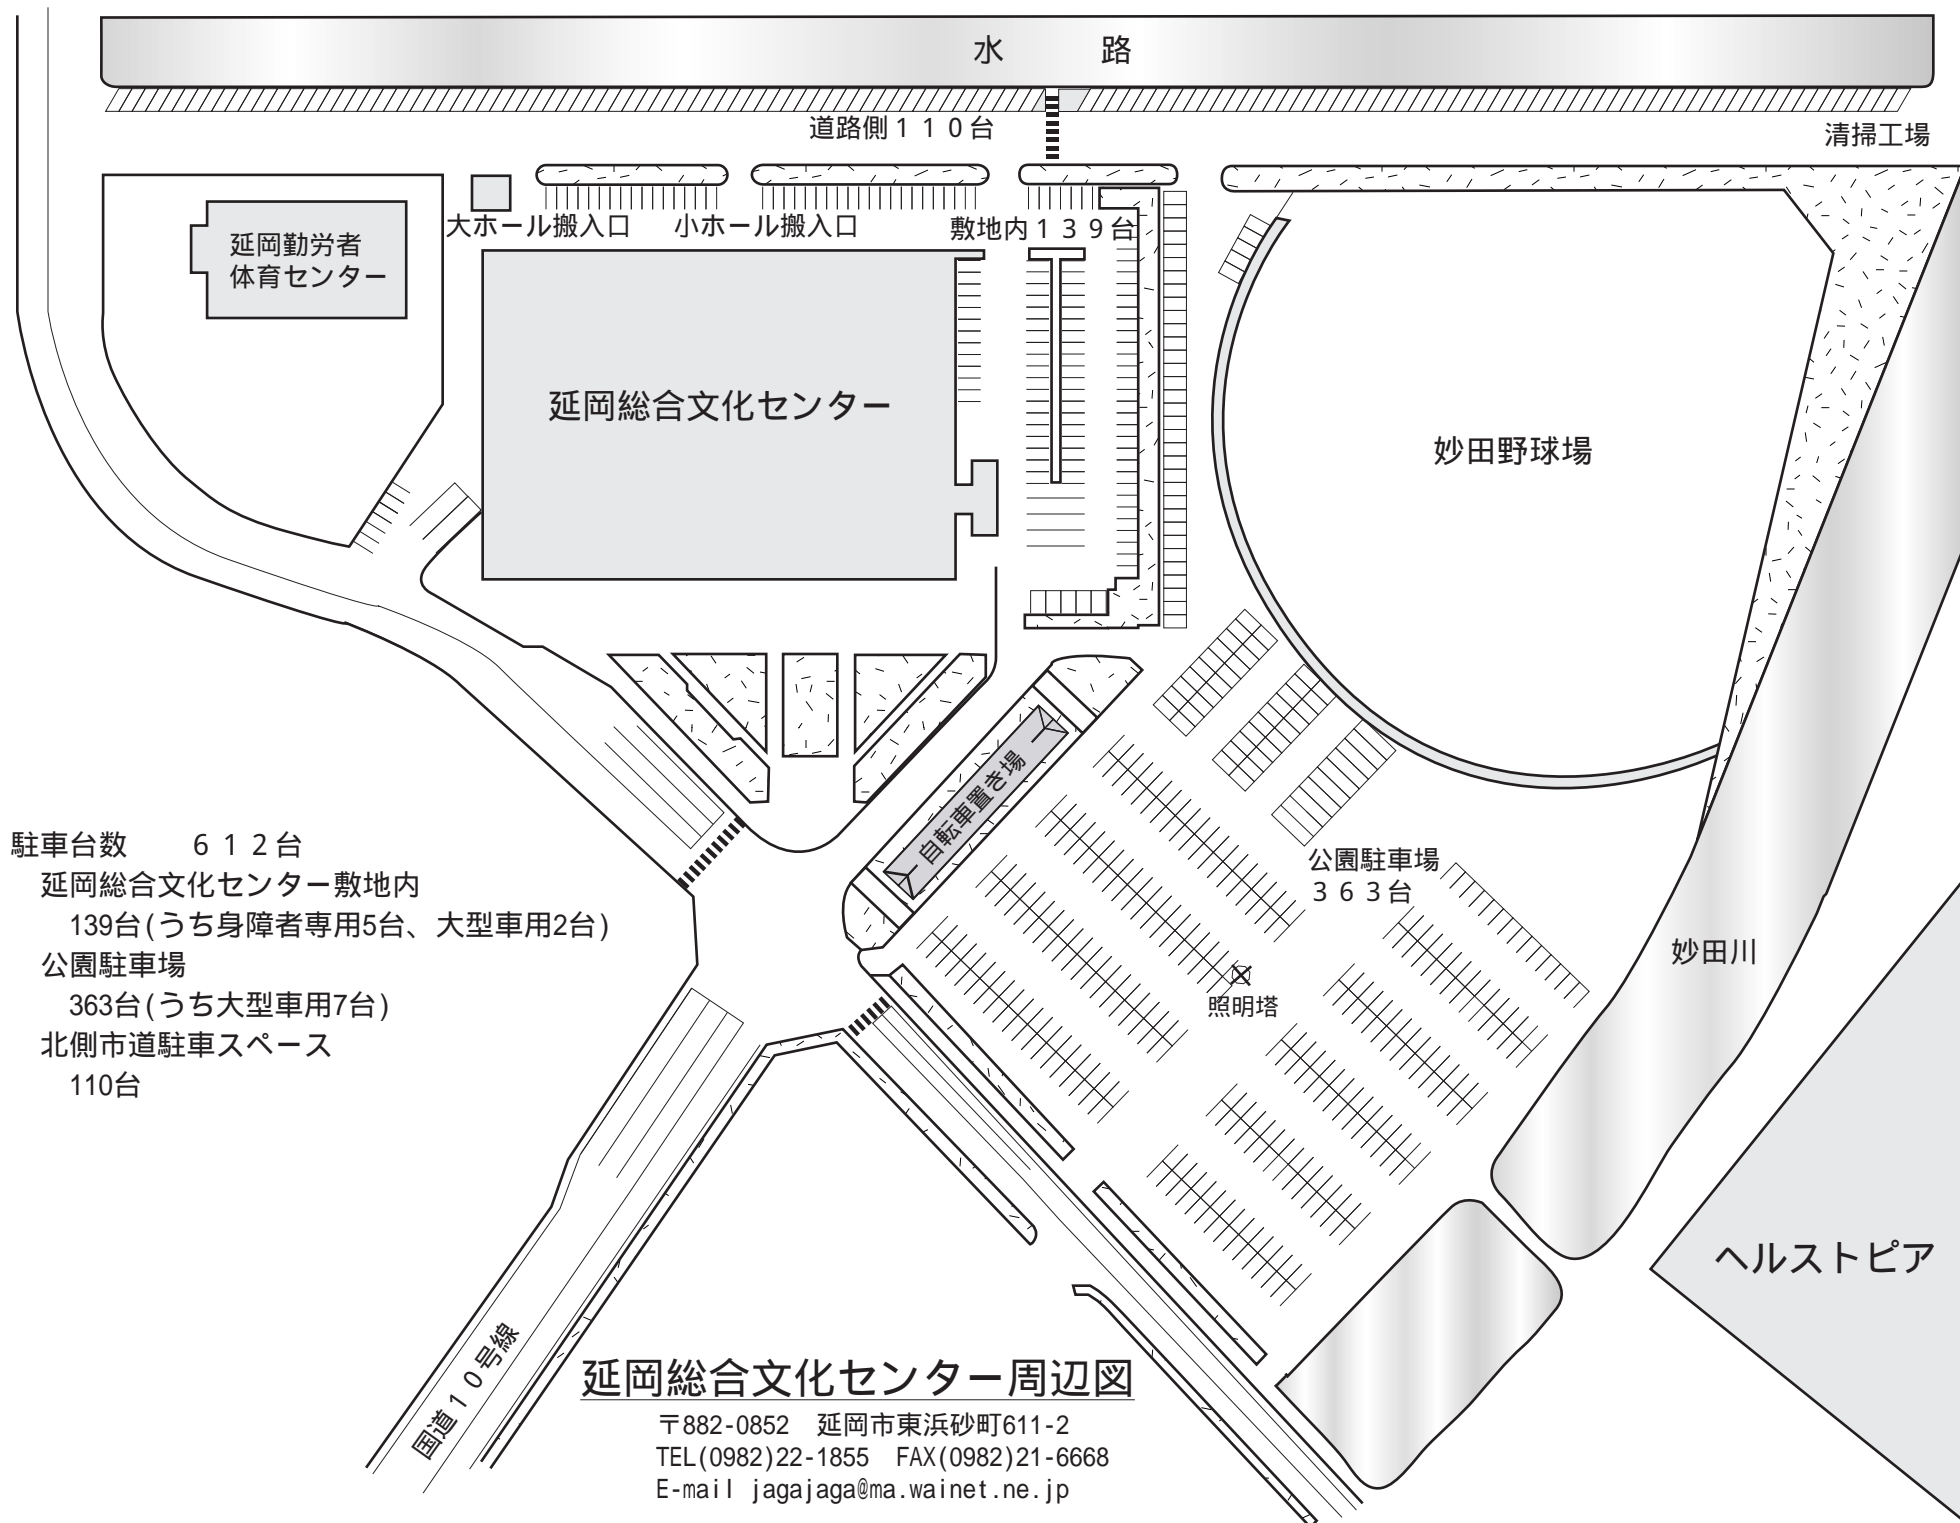 水　路
道路側１１０台
清掃工場
大ホール搬入口　小ホール搬入口
敷地内１３９台
延岡勤労者
体育センター
延岡総合文化センター
妙田野球場
自転車置き場
駐車台数　６１２台
延岡総合文化センター敷地内
139台(うち身障者専用5台、大型車用2台)
公園駐車場
363台(うち大型車用7台)
北側市道駐車スペース
110台
公園駐車場
３６３台
照明塔
妙田川
ヘルストピア
国道１０号線
延岡総合文化センター周辺図
〒882-0852　延岡市東浜砂町611-2
TEL(0982)22-1855　FAX(0982)21-6668
E-mail jagajaga@ma.wainet.ne.jp